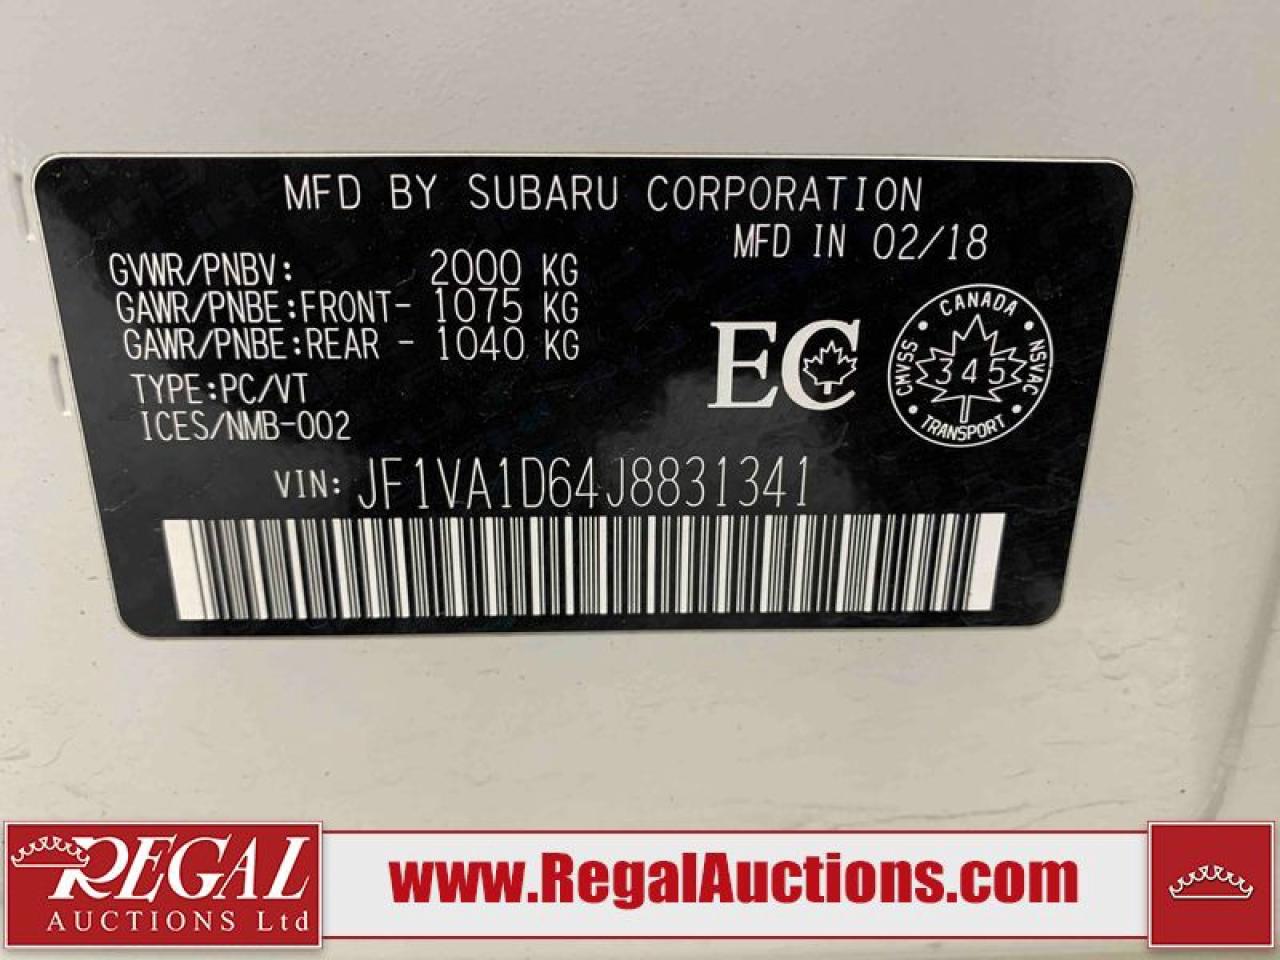 MFD BY SUBARU CORPORATION
MFD IN 02/18
GVWR/PNBV: 2000 KG
GAWR/PNBE:FRONT- 1075 KG
GAWR/PNBE:REAR - 1040 KG
TYPE:PC/VT
ICES/NMB-002
EC
CANADA
CMVSS 345 NSVAC
TRANSPORT
VIN: JF1VA1D64J8831341
REGAL
AUCTIONS Ltd
www.RegalAuctions.com